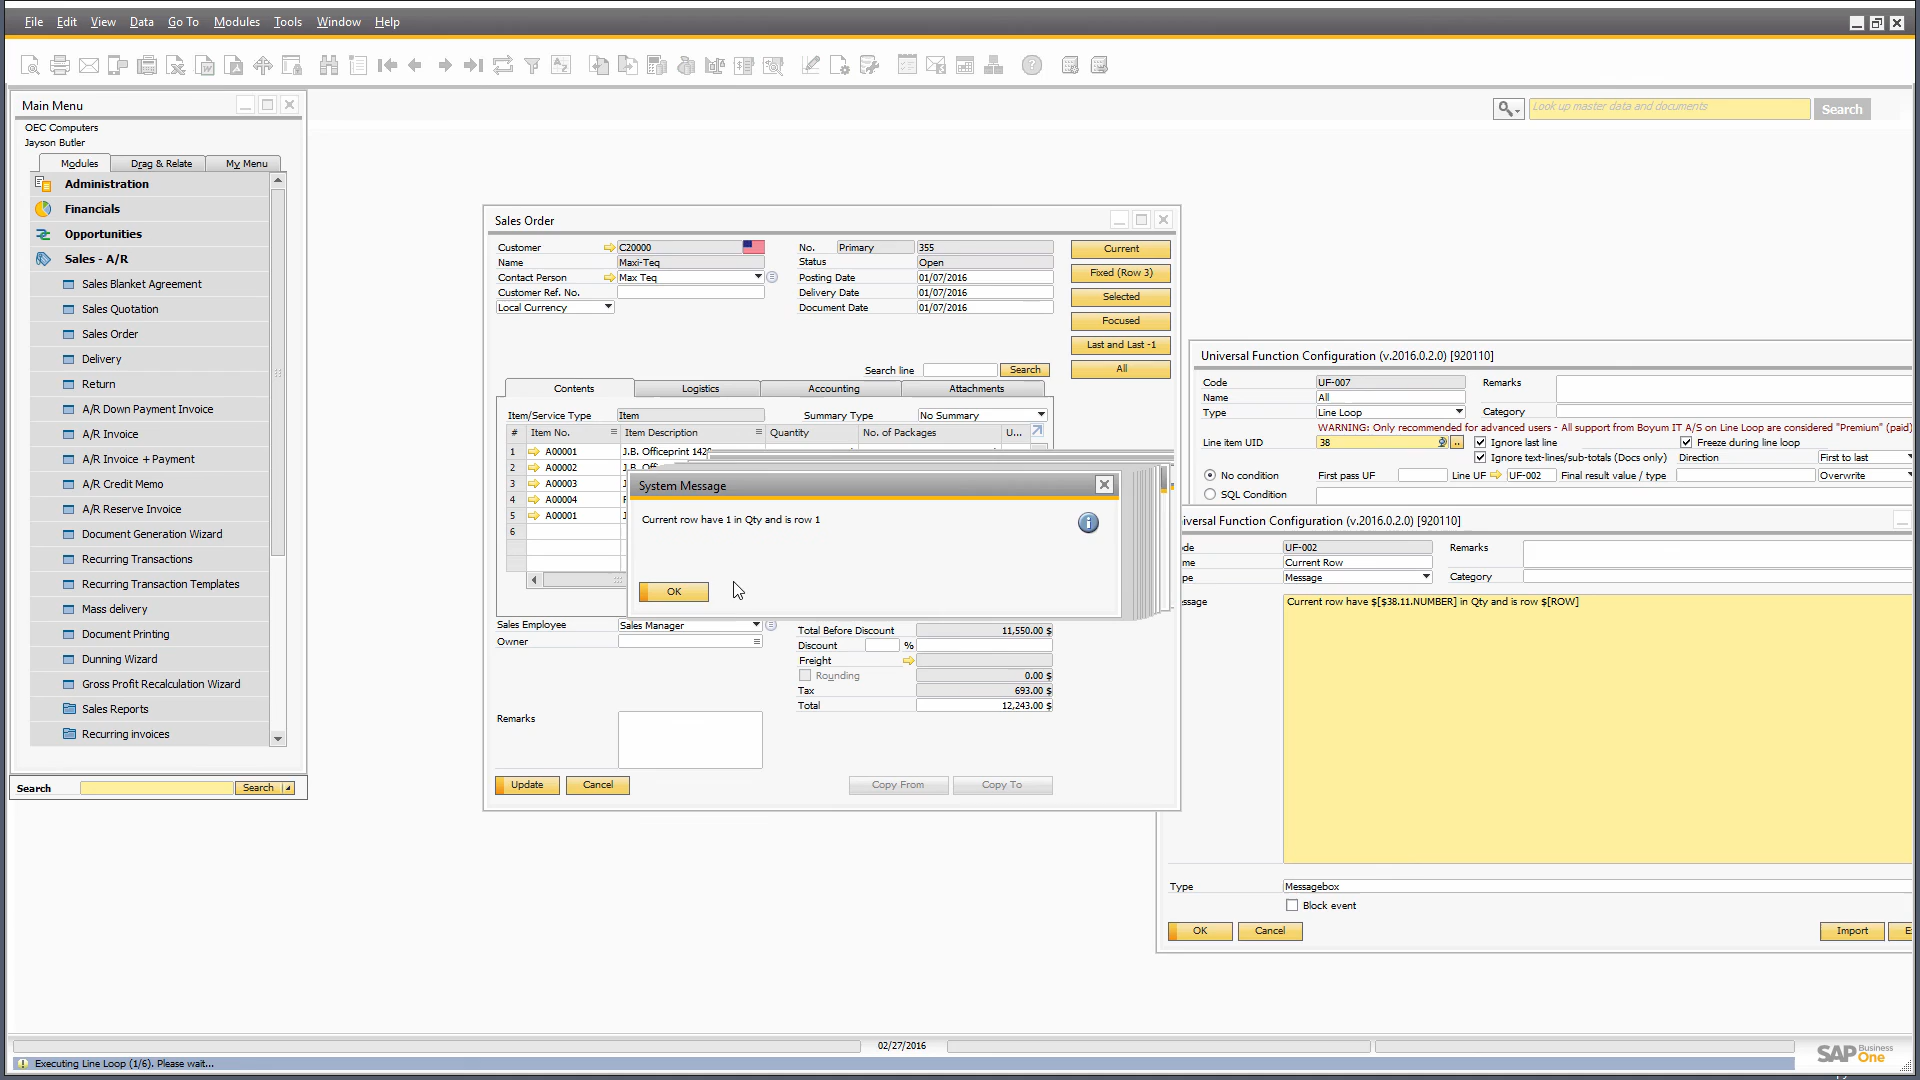 File Edit View Data Go To Modules Tools Window Help
Main Menu
OEC Computers
Jayson Butler
Modules Drag & Relate My Menu
Administration
Financials
Opportunities
Sales - A/R
Sales Blanket Agreement
Sales Quotation
Sales Order
Delivery
Return
A/R Down Payment Invoice
A/R Invoice
A/R Invoice + Payment
A/R Credit Memo
A/R Reserve Invoice
Document Generation Wizard
Recurring Transactions
Recurring Transaction Templates
Mass delivery
Document Printing
Dunning Wizard
Gross Profit Recalculation Wizard
Sales Reports
Recurring invoices
Search Search
Look up master data and documents Search
Sales Order
Customer C20000 No. Primary 355
Name Maxi-Teq Status Open
Contact Person Max Teq Posting Date 01/07/2016
Customer Ref. No. Delivery Date 01/07/2016
Local Currency Document Date 01/07/2016
Current
Fixed (Row 3)
Selected
Focused
Last and Last -1
All
Search line Search
Contents Logistics Accounting Attachments
Item/Service Type Item Summary Type No Summary
# Item No. Item Description Quantity No. of Packages U...
1 A00001 J.B. Officeprint 1420
2 A00002
3 A00003
4 A00004
5 A00001
6
System Message
Current row have 1 in Qty and is row 1
OK
Sales Employee Sales Manager
Owner
Total Before Discount 11,550.00 $
Discount %
Freight
Rounding 0.00 $
Tax 693.00 $
Total 12,243.00 $
Remarks
Update Cancel Copy From Copy To
Universal Function Configuration (v.2016.0.2.0) [920110]
Code UF-007 Remarks
Name All
Type Line Loop Category
WARNING: Only recommended for advanced users - All support from Boyum IT A/S on Line Loop are considered "Premium" (paid)
Line item UID 38 Ignore last line Freeze during line loop
Ignore text-lines/sub-totals (Docs only) Direction First to last
No condition First pass UF Line UF UF-002 Final result value / type Overwrite
SQL Condition
Function Configuration (v.2016.0.2.0) [920110]
UF-002 Remarks
Current Row
Message Category
Current row have $[$38.11.NUMBER] in Qty and is row $[ROW]
Type Messagebox
Block event
OK Cancel Import
02/27/2016
Executing Line Loop (1/6). Please wait...
SAP Business One